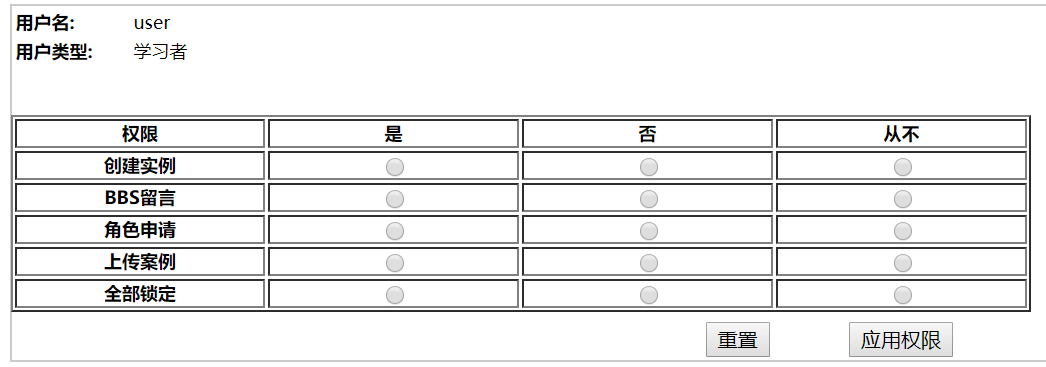 用户名: user
用户类型: 学习者
权限 是 否 从不
创建实例
BBS留言
角色申请
上传案例
全部锁定
重置 应用权限